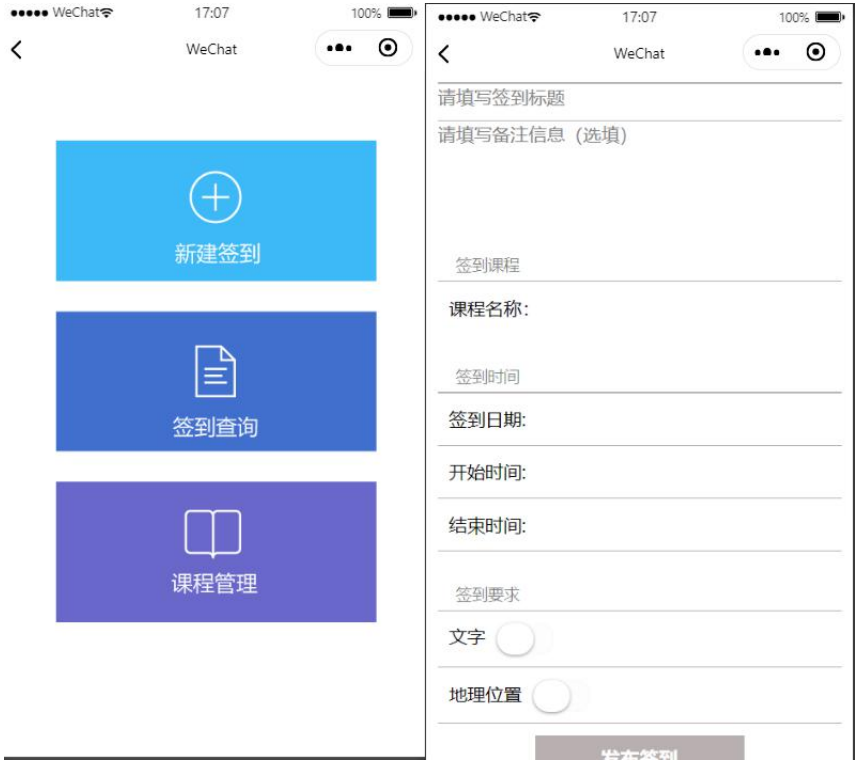 WeChat 17:07 100%
WeChat
新建签到
签到查询
课程管理
WeChat 17:07 100%
WeChat
请填写签到标题
请填写备注信息（选填）
签到课程
课程名称：
签到时间
签到日期:
开始时间:
结束时间:
签到要求
文字
地理位置
发布签到